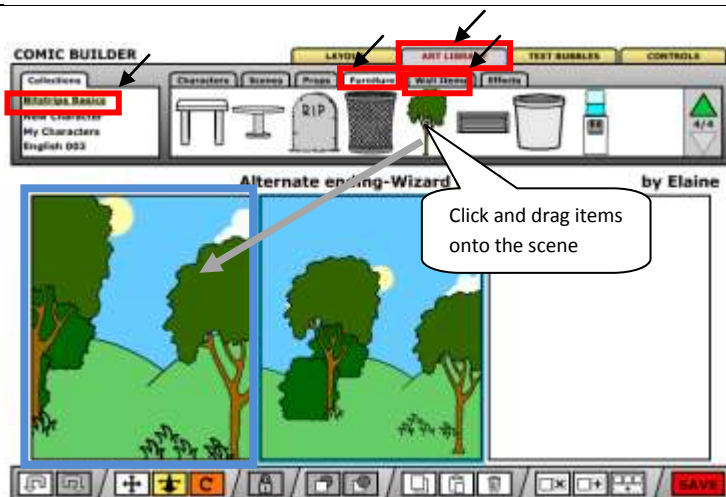 COMIC BUILDER
LAYOUT ART LIBRARY TEXT BUBBLES CONTROLS
Collections
Characters Scenes Props Furniture Wall Items Effects
Bitstrips Basics
New Character
My Characters
English 003
RIP
4/4
Alternate ending-Wizard by Elaine
Click and drag items
onto the scene
SAVE